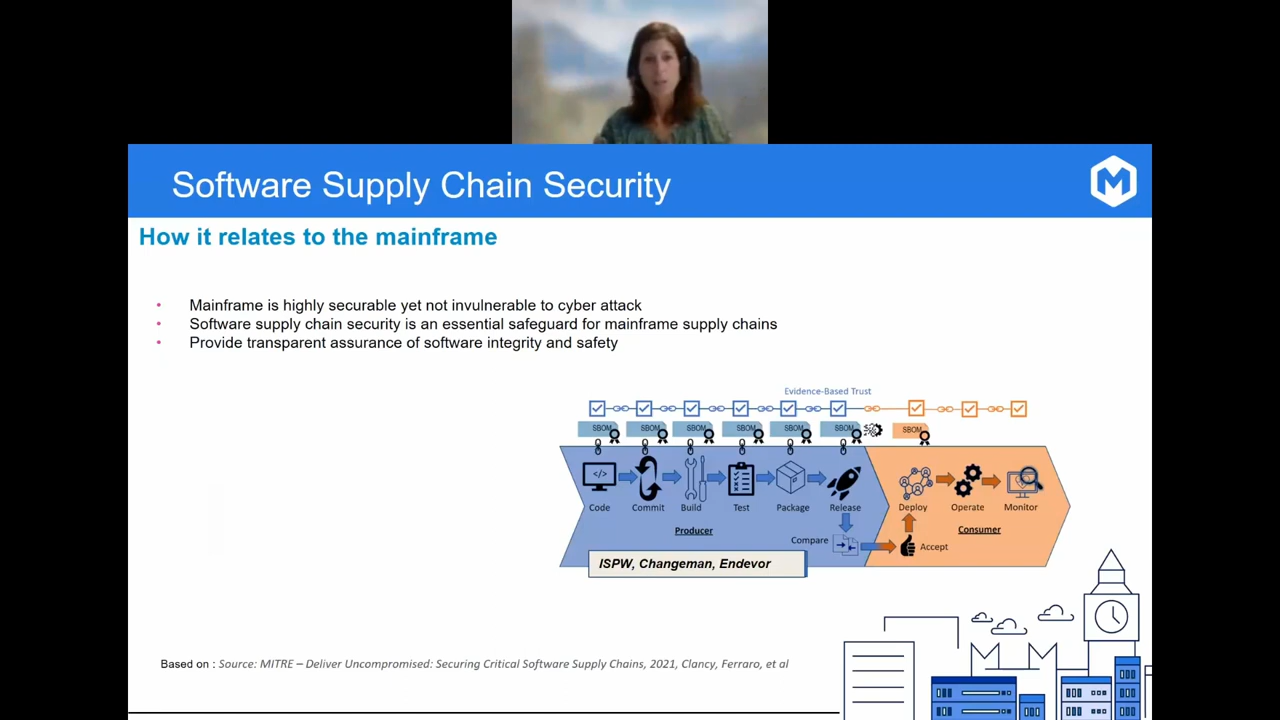 Software Supply Chain Security
M
How it relates to the mainframe
• Mainframe is highly securable yet not invulnerable to cyber attack
• Software supply chain security is an essential safeguard for mainframe supply chains
• Provide transparent assurance of software integrity and safety
Evidence-Based Trust
SBOM SBOM SBOM SBOM SBOM SBOM SBOM
</> 
Code Commit Build Test Package Release Deploy Operate Monitor
Producer Consumer
Compare Accept
ISPW, Changeman, Endevor
Based on : Source: MITRE – Deliver Uncompromised: Securing Critical Software Supply Chains, 2021, Clancy, Ferraro, et al